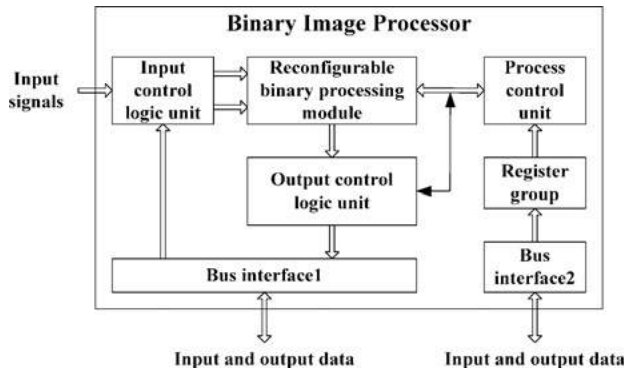 Binary Image Processor
Input
signals
Input
control
logic unit
Reconfigurable
binary processing
module
Process
control
unit
Output control
logic unit
Register
group
Bus interface1
Bus
interface2
Input and output data
Input and output data